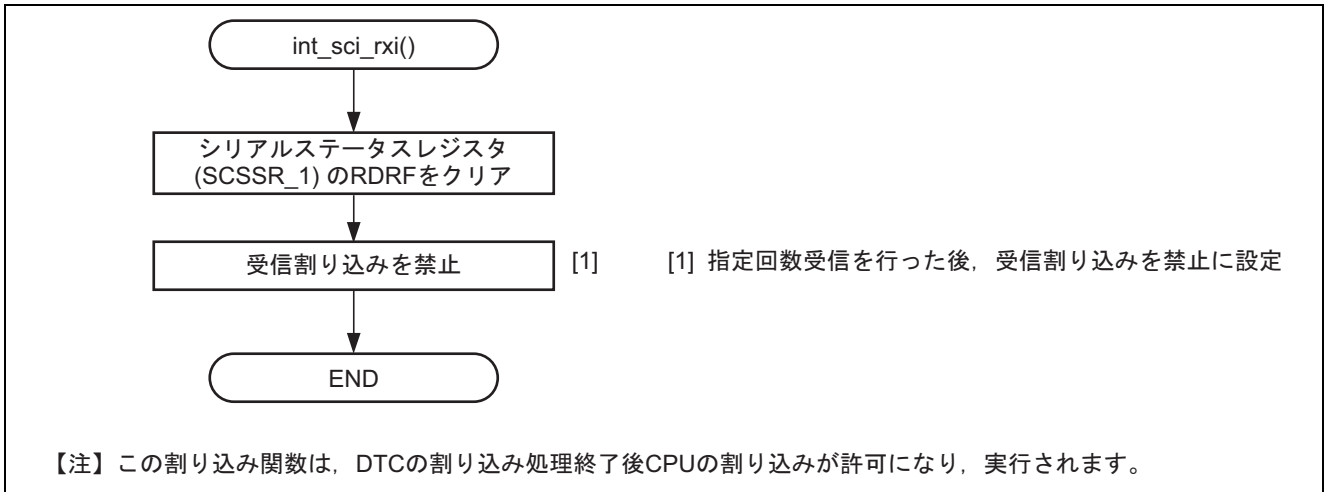 int_sci_rxi()
シリアルステータスレジスタ
(SCSSR_1) のRDRFをクリア
受信割り込みを禁止
[1]
[1] 指定回数受信を行った後，受信割り込みを禁止に設定
END
【注】この割り込み関数は，DTCの割り込み処理終了後CPUの割り込みが許可になり，実行されます。